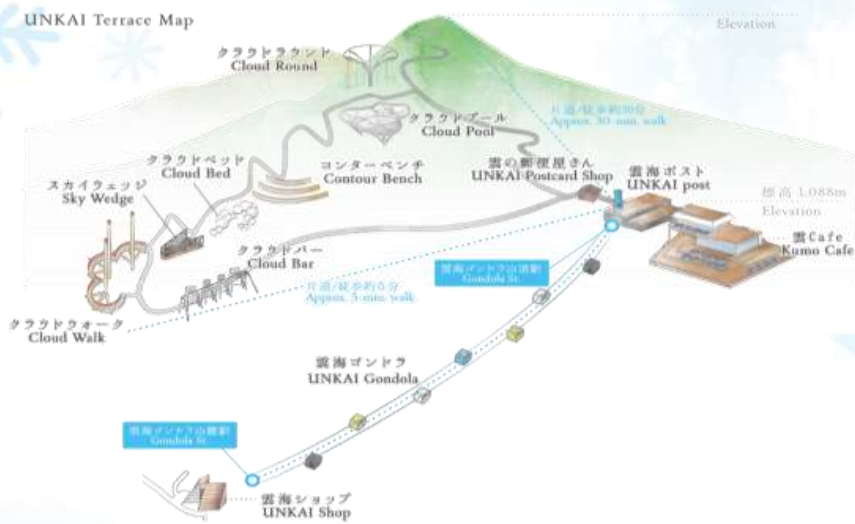 UNKAI Terrace Map
Elevation
クラウドラウンド
Cloud Round
片道/徒歩約30分
Approx. 30-min. walk
クラウドプール
Cloud Pool
クラウドベッド
Cloud Bed
コンターベンチ
Contour Bench
雲の郵便屋さん
UNKAI Postcard Shop
雲海ポスト
UNKAI post
スカイウェッジ
Sky Wedge
標高 1,088m
Elevation
雲Cafe
Kumo Cafe
クラウドバー
Cloud Bar
雲海ゴンドラ山頂駅
Gondola St.
片道/徒歩約5分
Approx. 5-min. walk
クラウドウォーク
Cloud Walk
雲海ゴンドラ
UNKAI Gondola
雲海ゴンドラ山麓駅
Gondola St.
雲海ショップ
UNKAI Shop